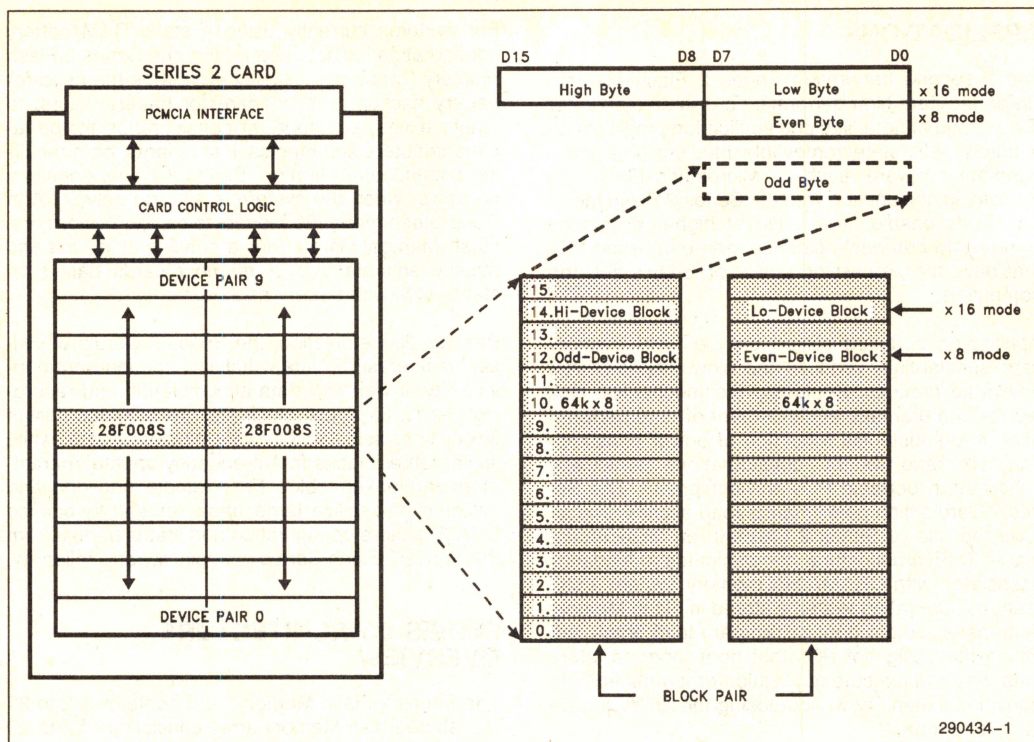 SERIES 2 CARD
PCMCIA INTERFACE
CARD CONTROL LOGIC
DEVICE PAIR 9
28F008S 28F008S
DEVICE PAIR 0
D15 D8 D7 D0
High Byte Low Byte x 16 mode
Even Byte x 8 mode
Odd Byte
15.
14. Hi-Device Block Lo-Device Block x 16 mode
13.
12. Odd-Device Block Even-Device Block x 8 mode
11.
10. 64k x 8 64k x 8
9.
8.
7.
6.
5.
4.
3.
2.
1.
0.
BLOCK PAIR
290434-1